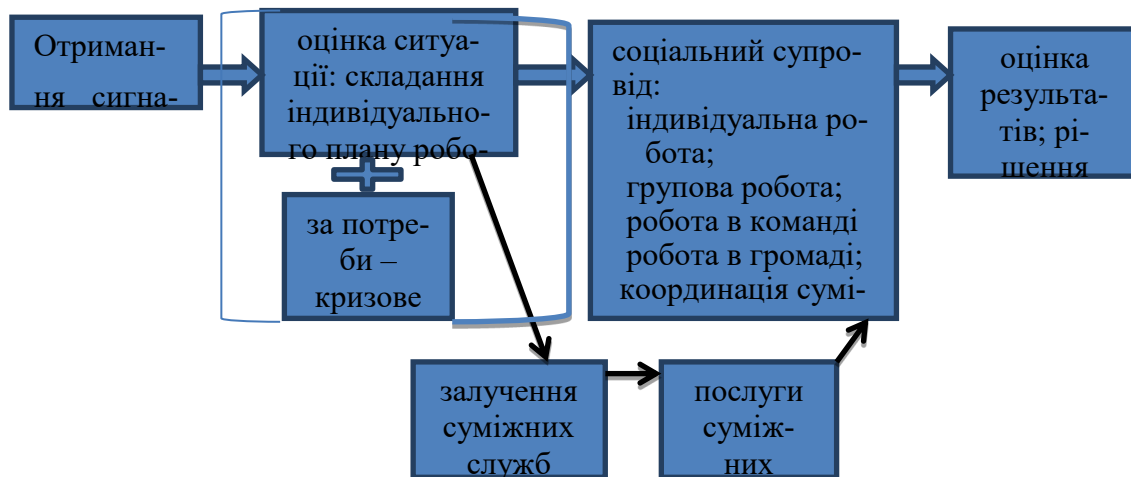 Отриман-
ня сигна-
оцінка ситуа-
ції: складання
індивідуально-
го плану робо-
за потре-
би –
кризове
соціальний супро-
від:
індивідуальна ро-
бота;
групова робота;
робота в команді
робота в громаді;
координація сумі-
оцінка
результа-
тів; рі-
шення
залучення
суміжних
служб
послуги
суміж-
них